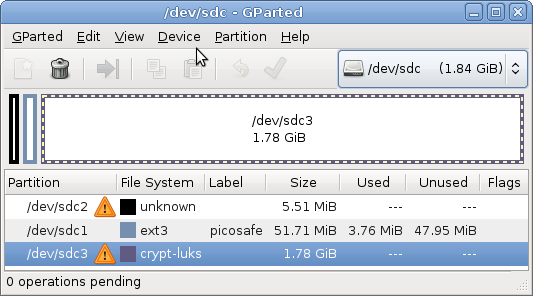 /dev/sdc - GParted
GParted Edit View Device Partition Help
/dev/sdc (1.84 GiB)
/dev/sdc3
1.78 GiB
Partition File System Label Size Used Unused Flags
/dev/sdc2 unknown 5.51 MiB --- ---
/dev/sdc1 ext3 picosafe 51.71 MiB 3.76 MiB 47.95 MiB
/dev/sdc3 crypt-luks 1.78 GiB --- ---
0 operations pending